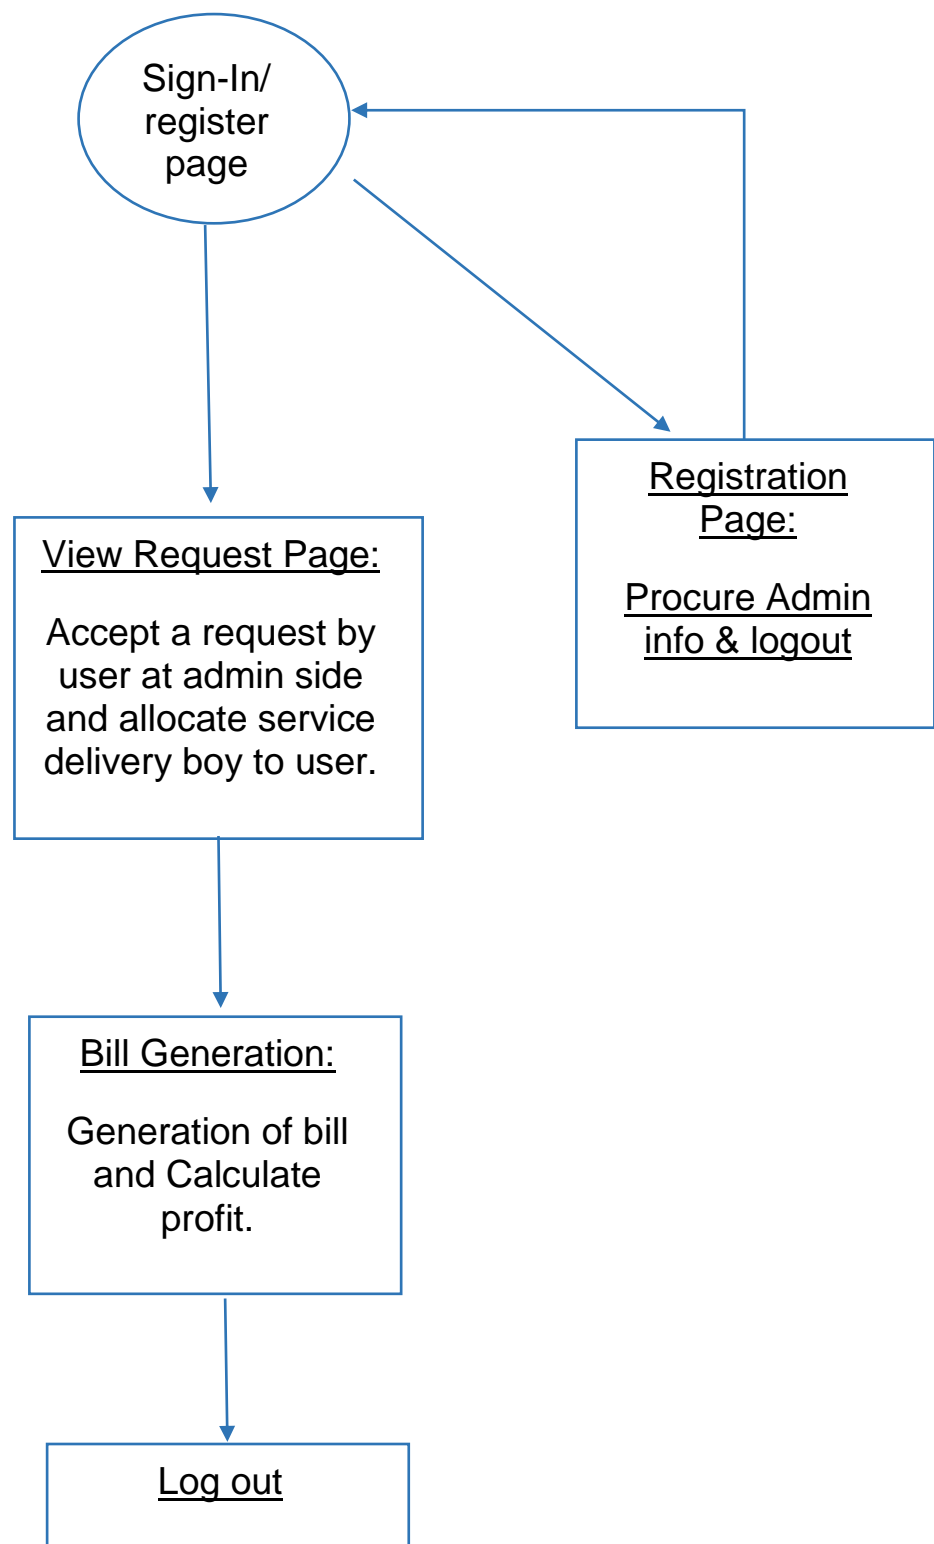 Sign-In/
register
page
Registration
Page:
Procure Admin
info & logout
View Request Page:
Accept a request by
user at admin side
and allocate service
delivery boy to user.
Bill Generation:
Generation of bill
and Calculate
profit.
Log out